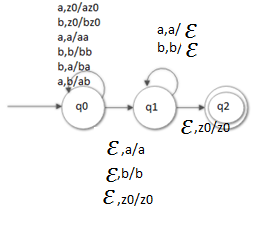 a,z0/az0
b,z0/bz0
a,a/aa
b,b/bb
b,a/ba
a,b/ab
a,a/ ℇ
b,b/ ℇ
q0
q1
q2
ℇ,z0/z0
ℇ,a/a
ℇ,b/b
ℇ,z0/z0